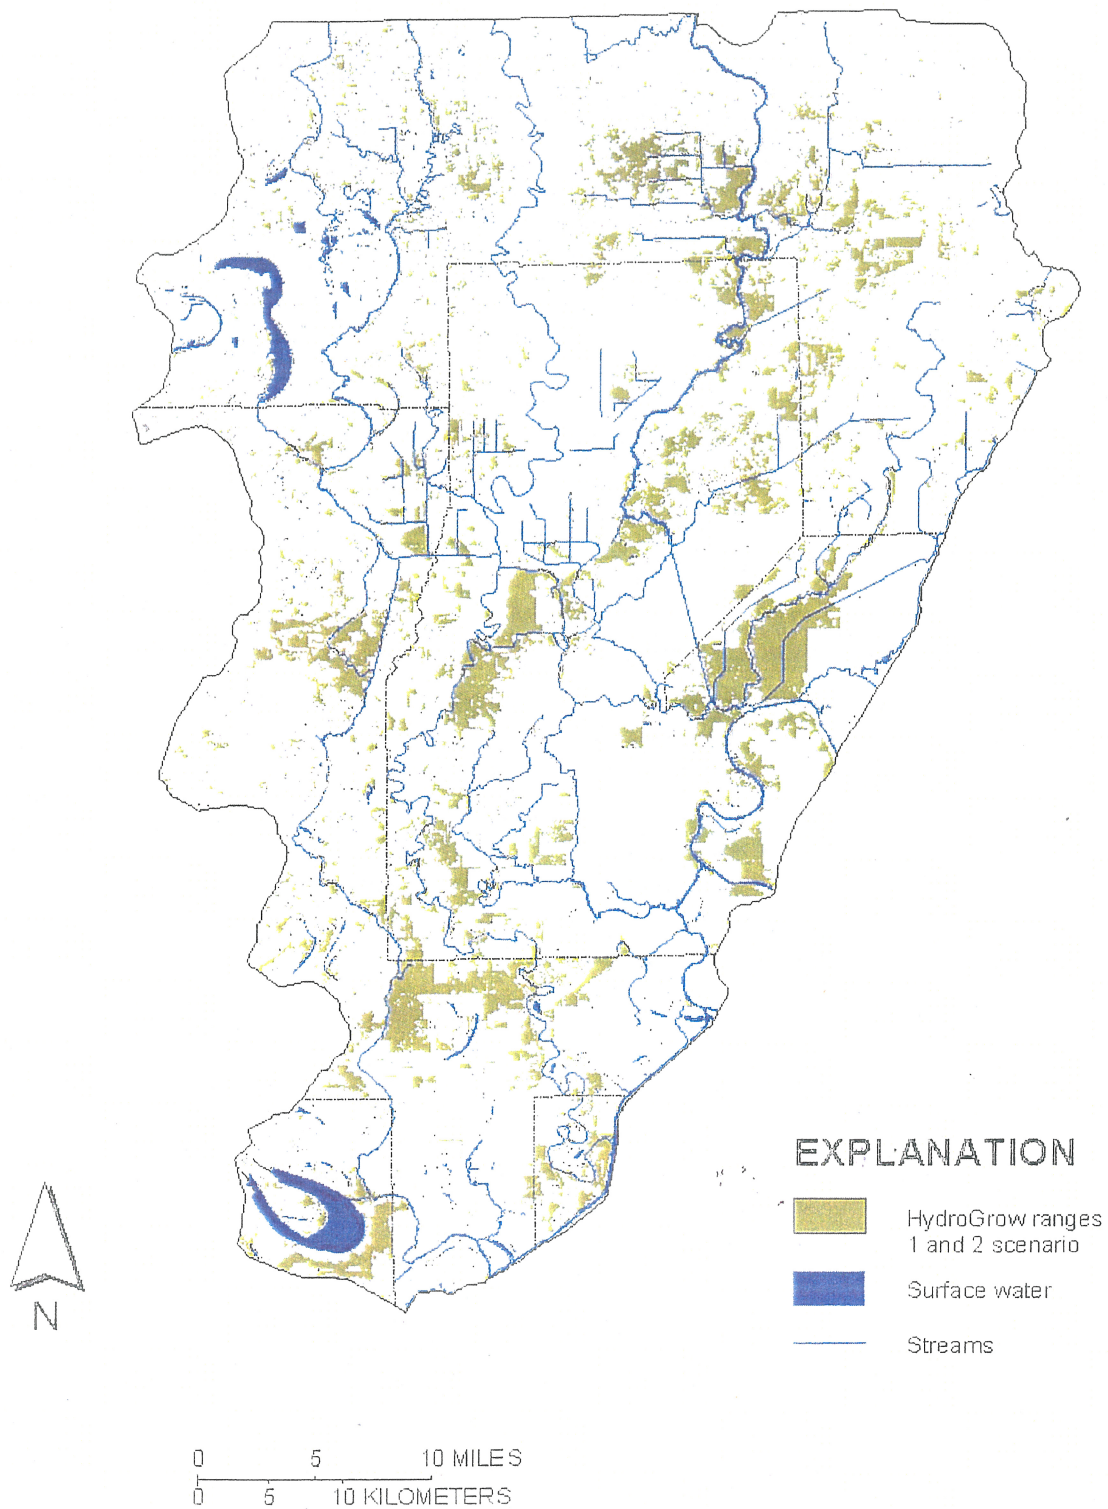 EXPLANATION
HydroGrow ranges
1 and 2 scenario
Surface water
Streams
N
0 5 10 MILES
0 5 10 KILOMETERS